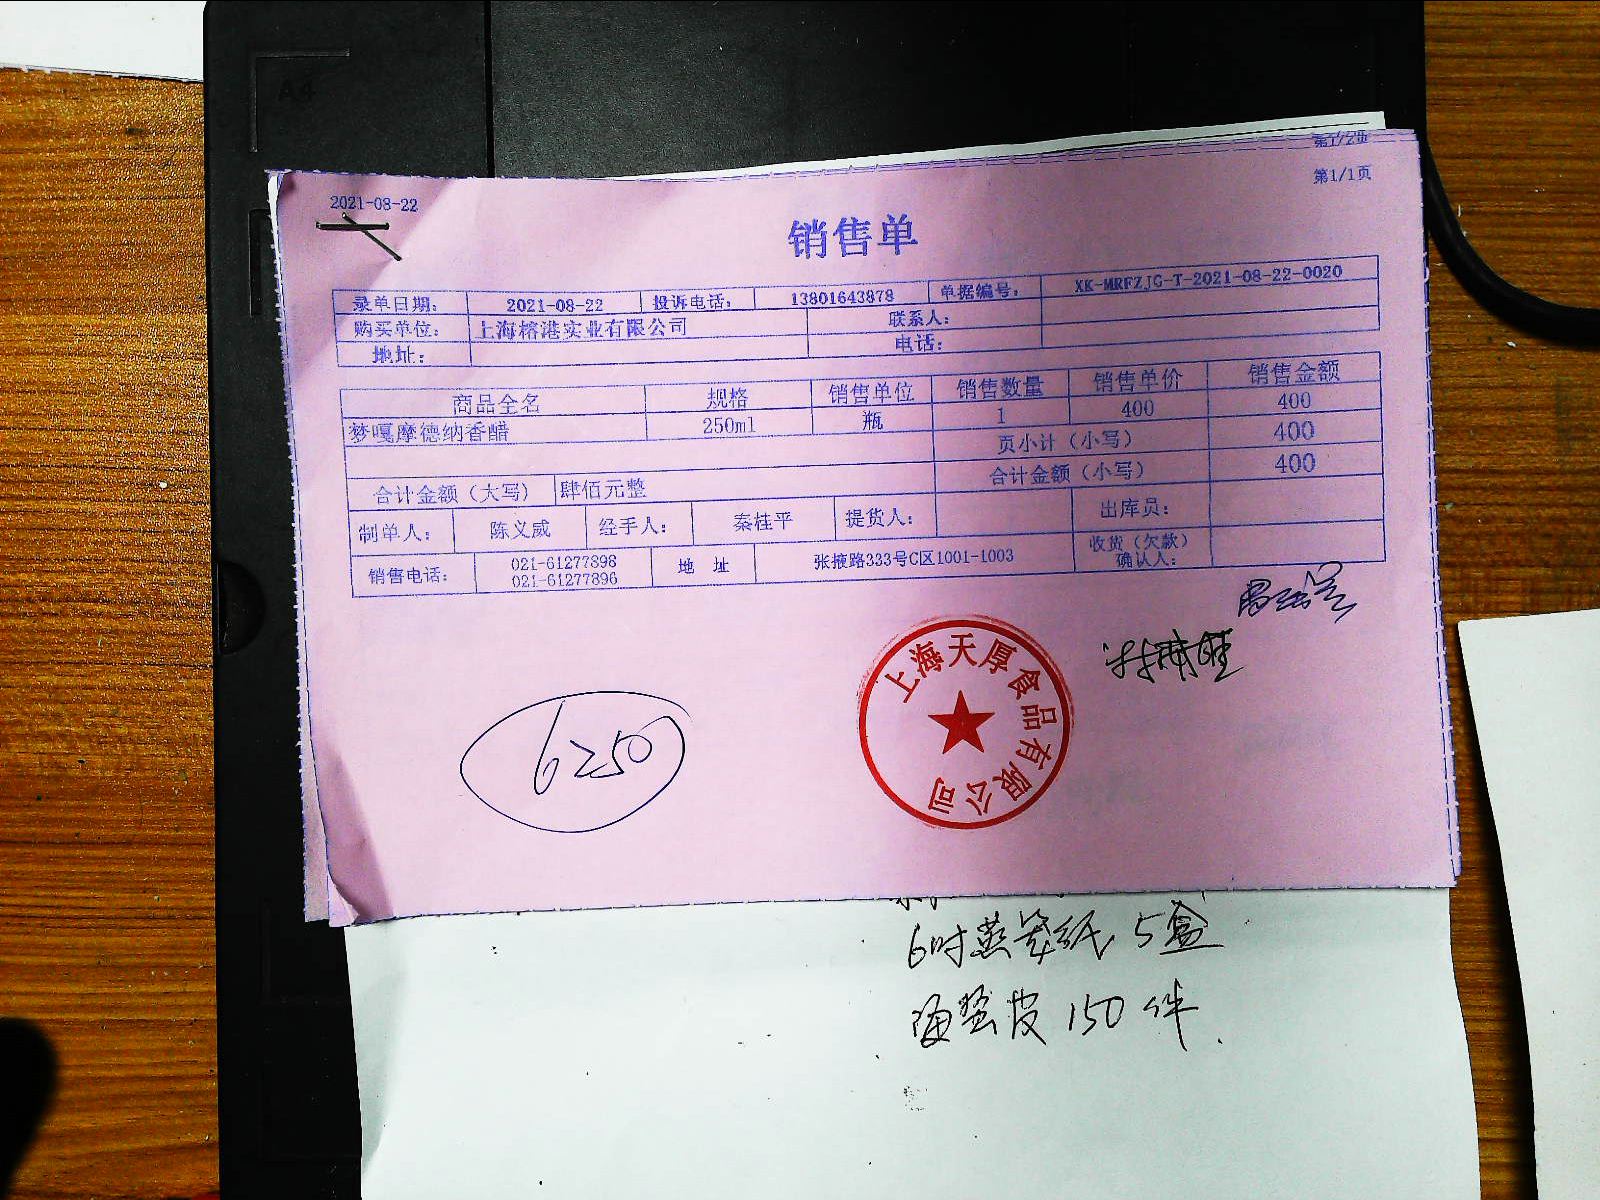 A4
第1/2页
2021-08-22
第1/1页
销售单
录单日期： 2021-08-22 投诉电话： 13801643878 单据编号： XK-MRFZJG-T-2021-08-22-0020
购买单位： 上海榕港实业有限公司 联系人：
地址： 电话：
商品全名 规格 销售单位 销售数量 销售单价 销售金额
梦嘎摩德纳香醋 250ml 瓶 1 400 400
页小计（小写） 400
合计金额（大写） 肆佰元整 合计金额（小写） 400
制单人： 陈义威 经手人： 秦桂平 提货人： 出库员：
销售电话： 021-61277898 021-61277896 地 址 张掖路333号C区1001-1003 收货（欠款）确认人：
上海天厚食品有限公司
6250
6吋蒸笼纸 5盒
海蜇皮 150件.